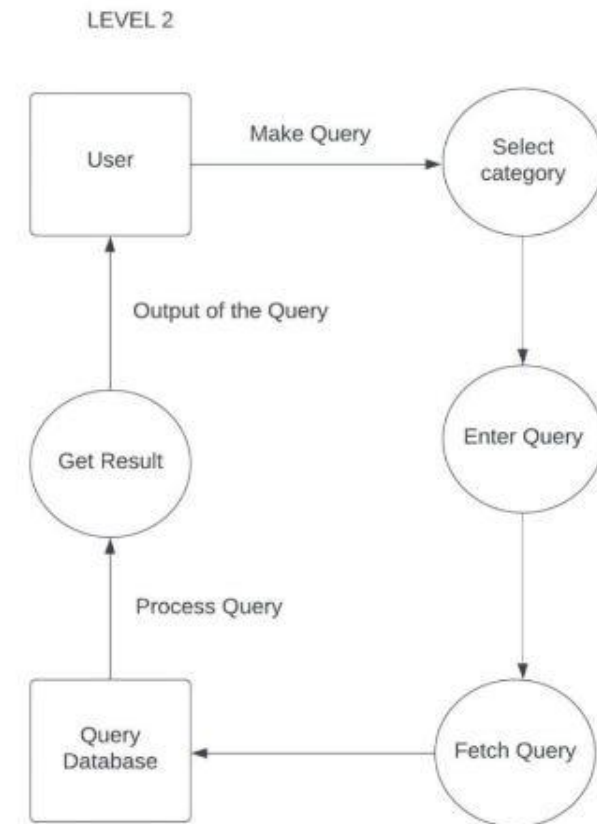 LEVEL 2
User
Make Query
Select
category
Output of the Query
Enter Query
Get Result
Process Query
Query
Database
Fetch Query